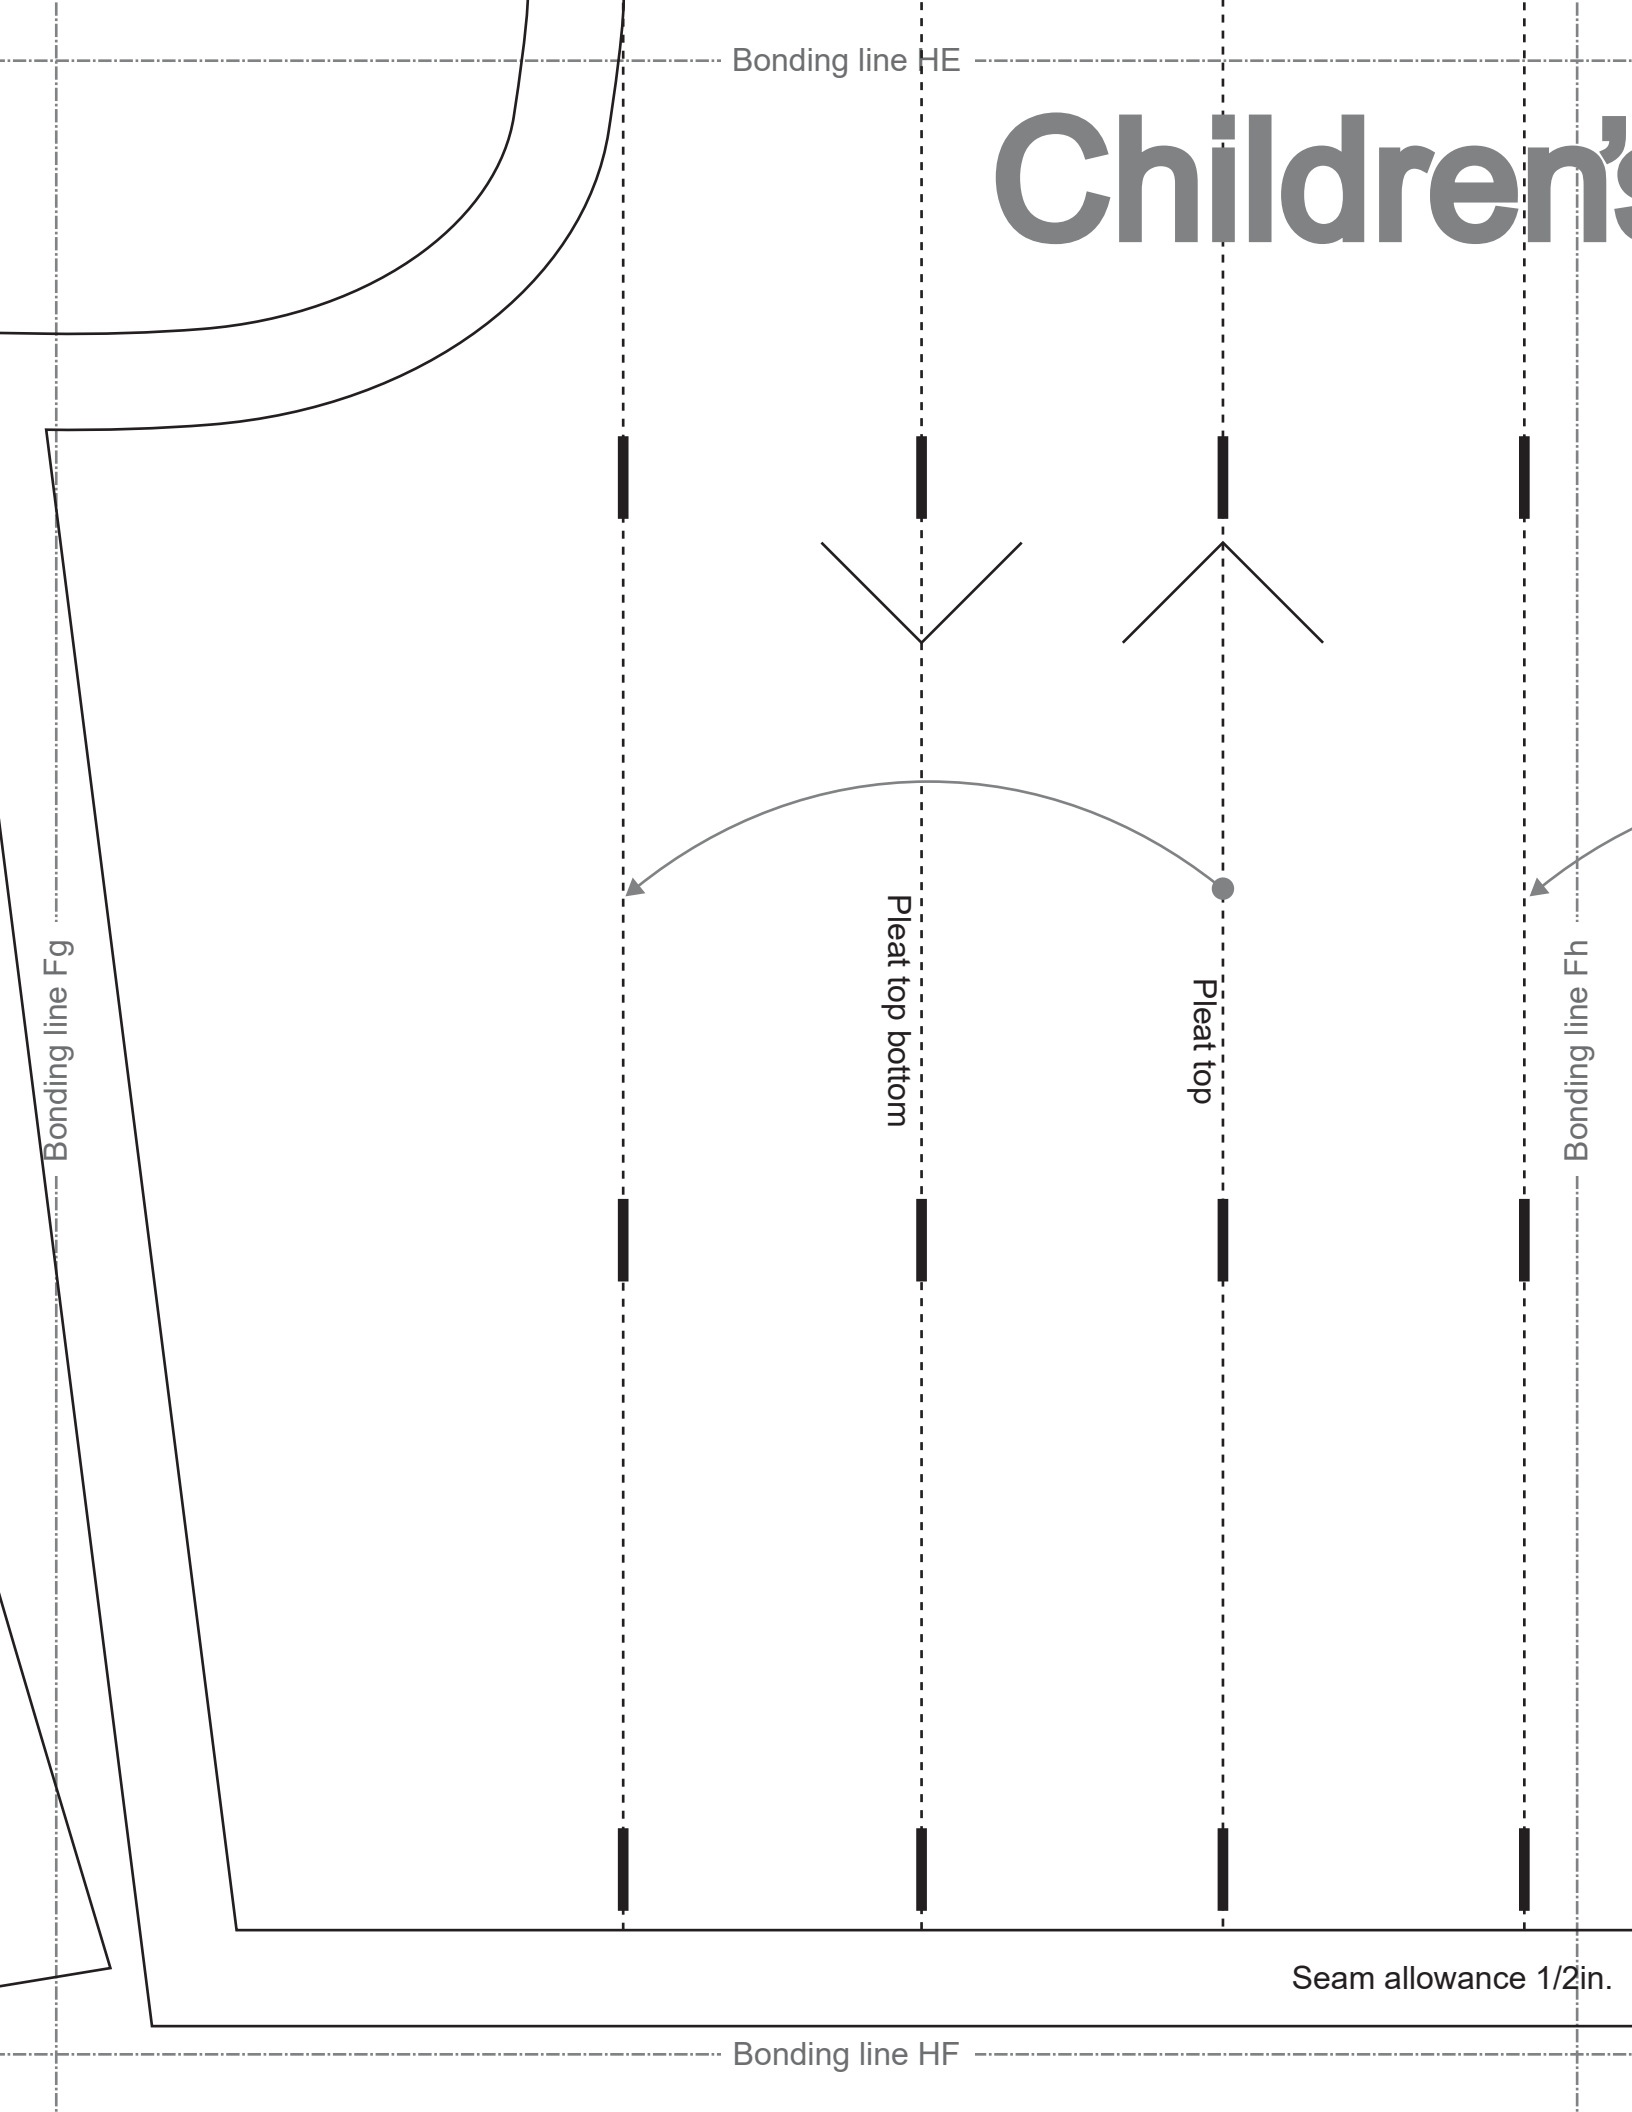 Bonding line HE
Children's
Bonding line Fg
Pleat top bottom
Pleat top
Bonding line Fh
Seam allowance 1/2in.
Bonding line HF